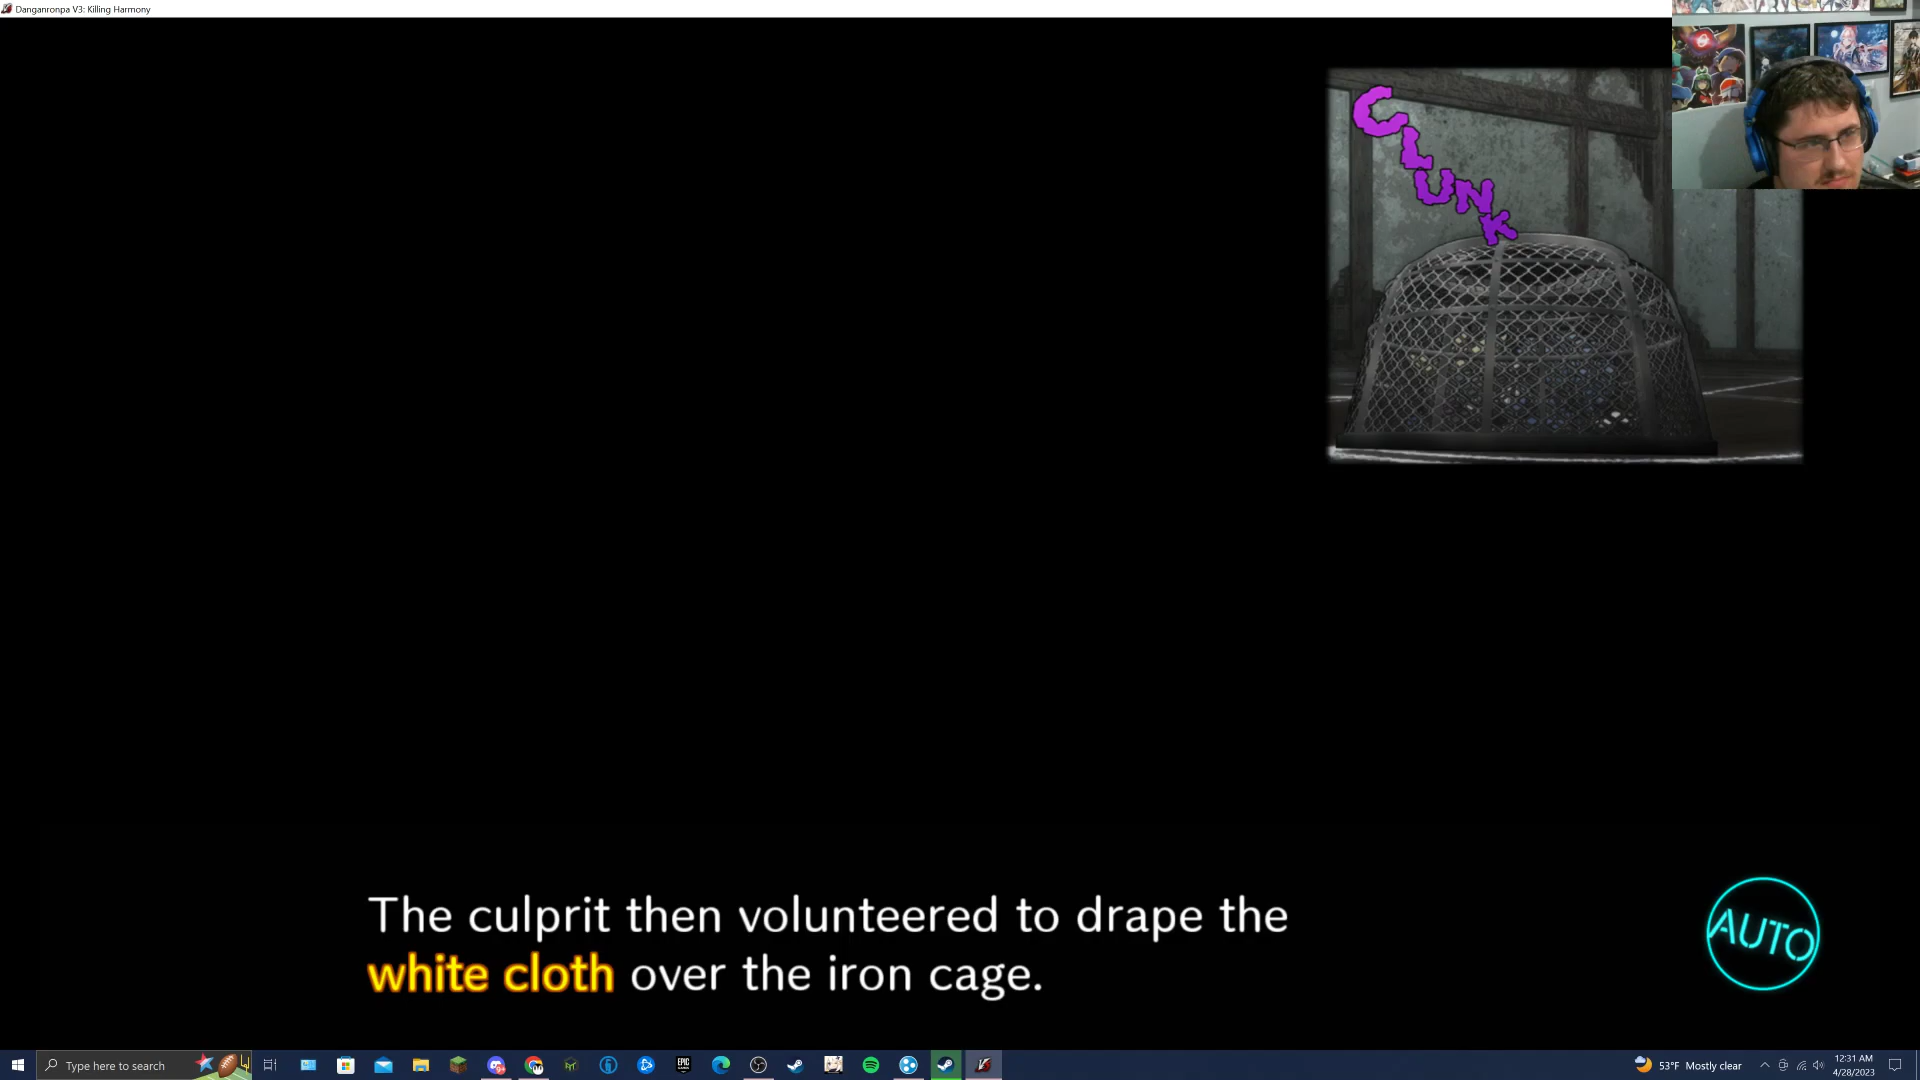 Danganronpa V3: Killing Harmony
CLUNK
The culprit then volunteered to drape the
white cloth over the iron cage.
AUTO
Type here to search
EPIC
53°F Mostly clear
12:31 AM
4/28/2023